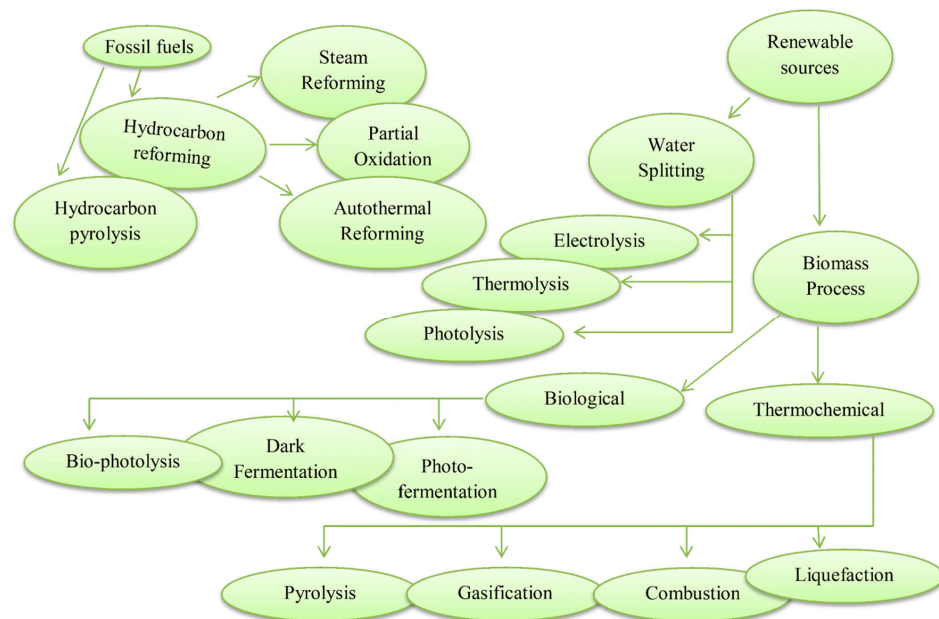 Fossil fuels
Steam
Reforming
Hydrocarbon
reforming
Partial
Oxidation
Hydrocarbon
pyrolysis
Autothermal
Reforming
Renewable
sources
Water
Splitting
Electrolysis
Thermolysis
Photolysis
Biomass
Process
Biological
Thermochemical
Bio-photolysis
Dark
Fermentation
Photo-
fermentation
Pyrolysis
Gasification
Combustion
Liquefaction